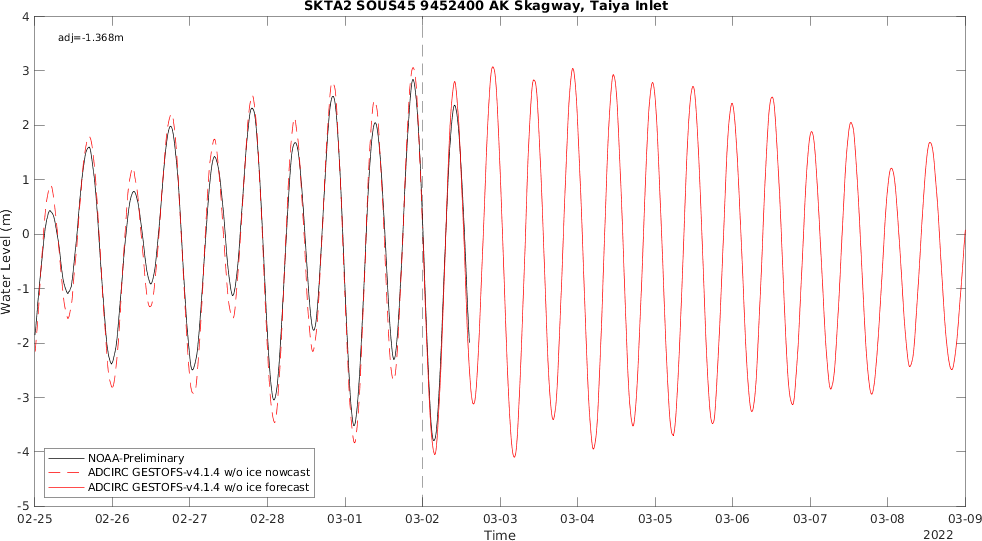 SKTA2 SOUS45 9452400 AK Skagway, Taiya Inlet
adj=-1.368m
4
3
2
1
0
-1
-2
-3
-4
-5
Water Level (m)
NOAA-Preliminary
ADCIRC GESTOFS-v4.1.4 w/o ice nowcast
ADCIRC GESTOFS-v4.1.4 w/o ice forecast
02-25 02-26 02-27 02-28 03-01 03-02 03-03 03-04 03-05 03-06 03-07 03-08 03-09
Time
2022